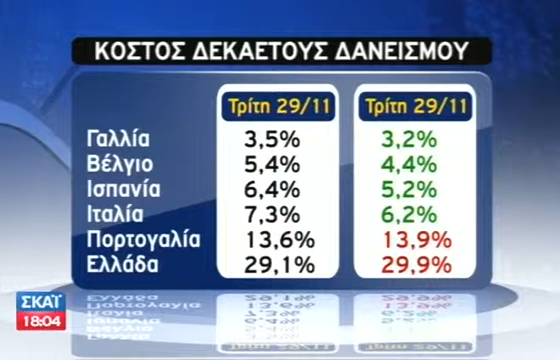 ΚΟΣΤΟΣ ΔΕΚΑΕΤΟΥΣ ΔΑΝΕΙΣΜΟΥ
Τρίτη 29/11 Τρίτη 29/11
Γαλλία 3,5% 3,2%
Βέλγιο 5,4% 4,4%
Ισπανία 6,4% 5,2%
Ιταλία 7,3% 6,2%
Πορτογαλία 13,6% 13,9%
Ελλάδα 29,1% 29,9%
ΣΚΑΪ
18:04